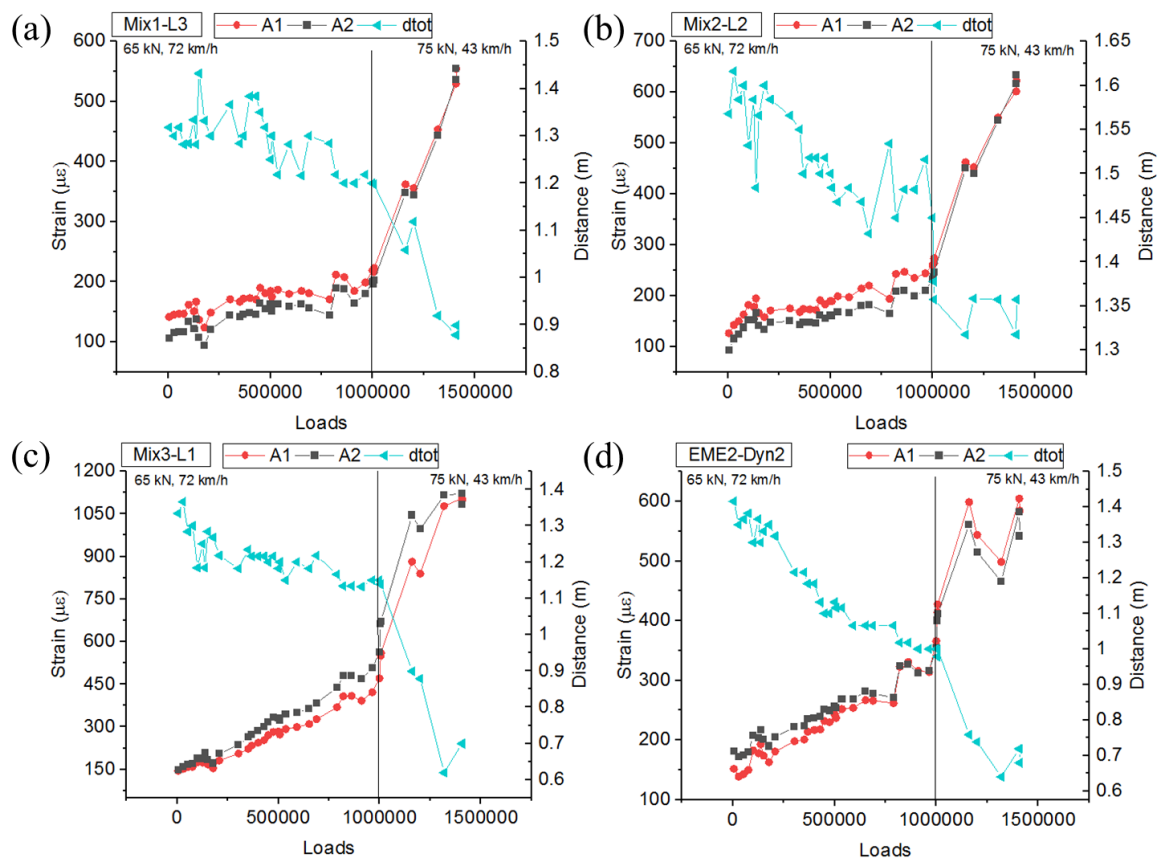 (a)
Mix1-L3
A1 A2 dtot
65 kN, 72 km/h
75 kN, 43 km/h
600
500
400
300
200
100
Strain (με)
1.5
1.4
1.3
1.2
1.1
1
0.9
0.8
Distance (m)
0 500000 1000000 1500000
Loads
(b)
Mix2-L2
A1 A2 dtot
65 kN, 72 km/h
75 kN, 43 km/h
700
600
500
400
300
200
100
Strain (με)
1.65
1.6
1.55
1.5
1.45
1.4
1.35
1.3
Distance (m)
0 500000 1000000 1500000
Loads
(c)
Mix3-L1
A1 A2 dtot
65 kN, 72 km/h
75 kN, 43 km/h
1200
1050
900
750
600
450
300
150
Strain (με)
1.4
1.3
1.2
1.1
1
0.9
0.8
0.7
0.6
Distance (m)
0 500000 1000000 1500000
Loads
(d)
EME2-Dyn2
A1 A2 dtot
65 kN, 72 km/h
75 kN, 43 km/h
600
500
400
300
200
100
Strain (με)
1.5
1.4
1.3
1.2
1.1
1
0.9
0.8
0.7
0.6
Distance (m)
0 500000 1000000 1500000
Loads